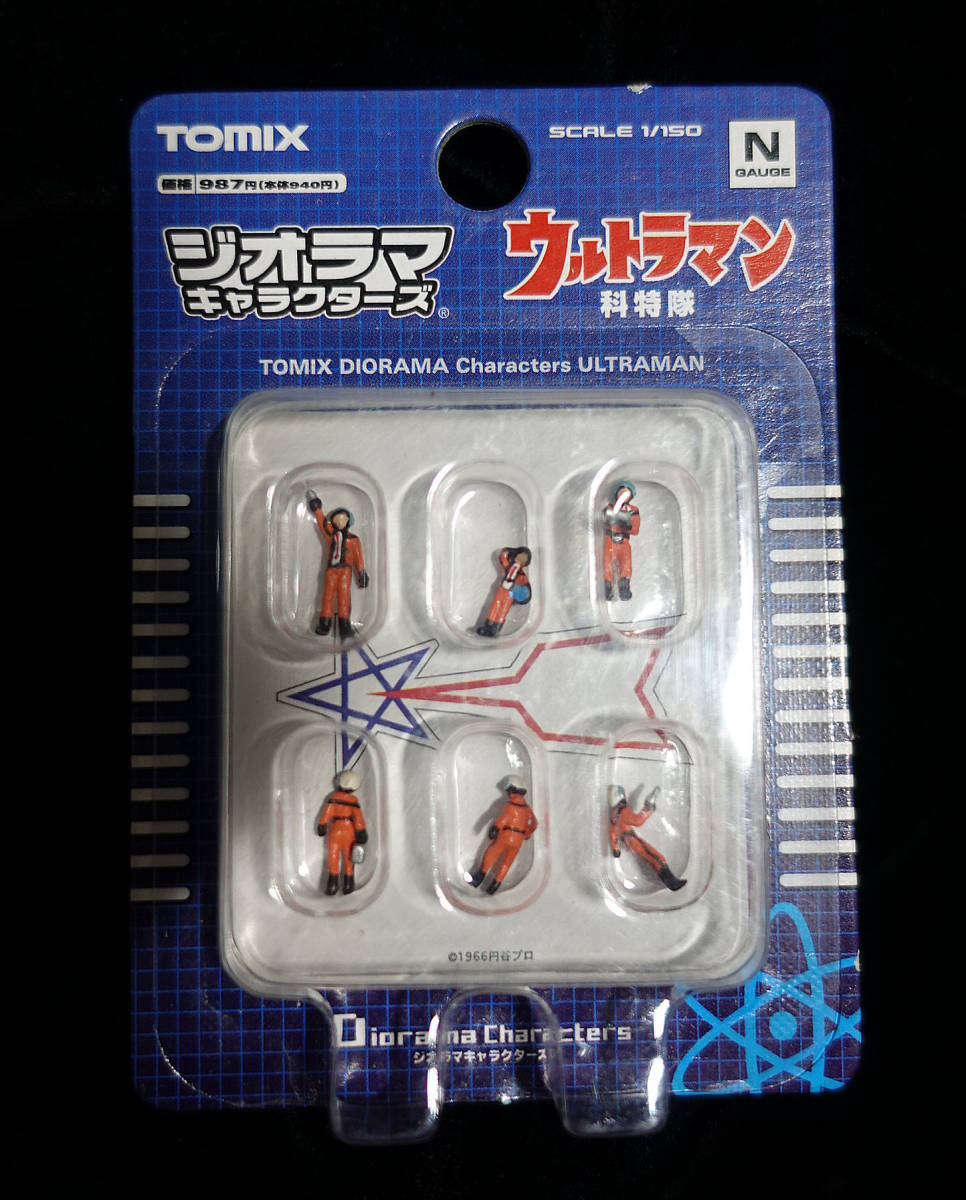 TOMIX
SCALE 1/150
N
GAUGE
価格 987円(本体940円)
ジオラマ
キャラクターズ®
ウルトラマン
科特隊
TOMIX DIORAMA Characters ULTRAMAN
©1966円谷プロ
Diorama Characters
ジオラマキャラクターズ